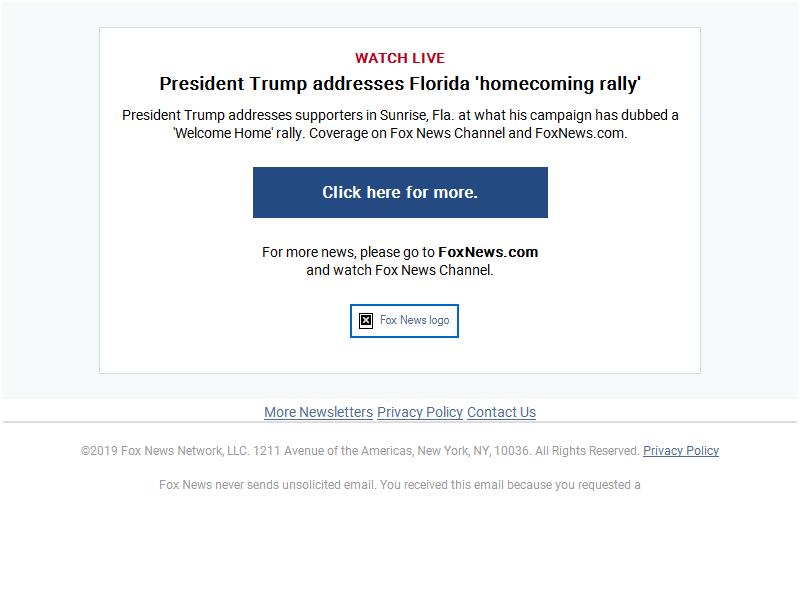 WATCH LIVE
President Trump addresses Florida 'homecoming rally'
President Trump addresses supporters in Sunrise, Fla. at what his campaign has dubbed a
'Welcome Home' rally. Coverage on Fox News Channel and FoxNews.com.
Click here for more.
For more news, please go to FoxNews.com
and watch Fox News Channel.
Fox News logo
More Newsletters Privacy Policy Contact Us
©2019 Fox News Network, LLC. 1211 Avenue of the Americas, New York, NY, 10036. All Rights Reserved. Privacy Policy
Fox News never sends unsolicited email. You received this email because you requested a